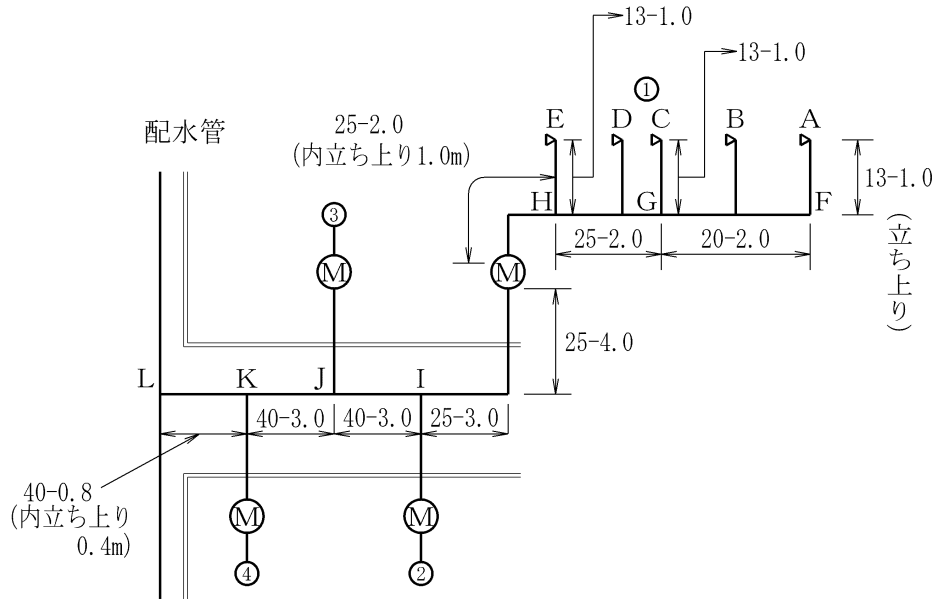 13-1.0
13-1.0
①
E D C B A
配水管
25-2.0
(内立ち上り1.0m)
13-1.0
(立ち上り)
H G F
③
25-2.0 20-2.0
M M
25-4.0
L K J I
40-3.0 40-3.0 25-3.0
40-0.8
(内立ち上り
0.4m)
M M
④ ②